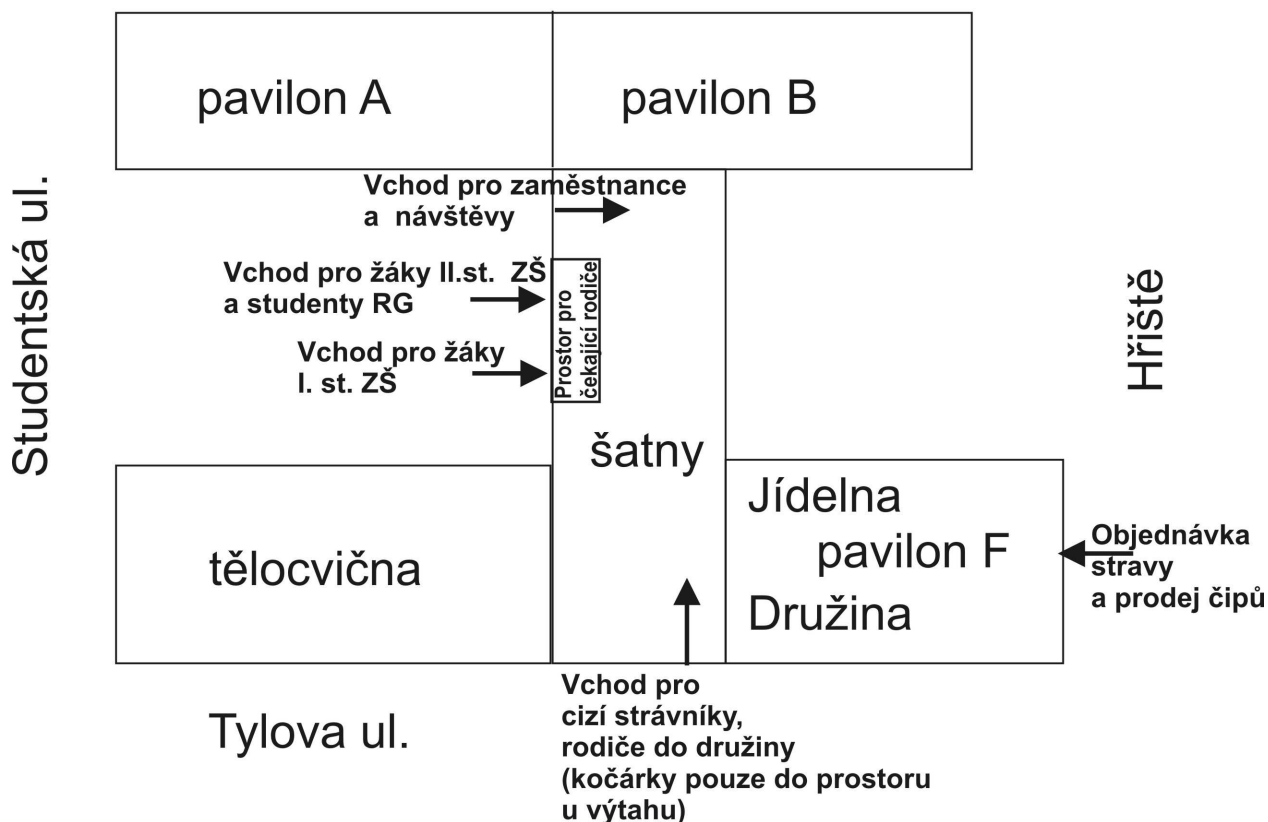 pavilon A
pavilon B
Studentská ul.
Vchod pro zaměstnance
a návštěvy
Vchod pro žáky II.st. ZŠ
a studenty RG
Prostor pro
čekající rodiče
Vchod pro žáky
I. st. ZŠ
Hřiště
šatny
Jídelna
pavilon F
Družina
Objednávka
stravy
a prodej čipů
tělocvična
Tylova ul.
Vchod pro
cizí strávníky,
rodiče do družiny
(kočárky pouze do prostoru
u výtahu)